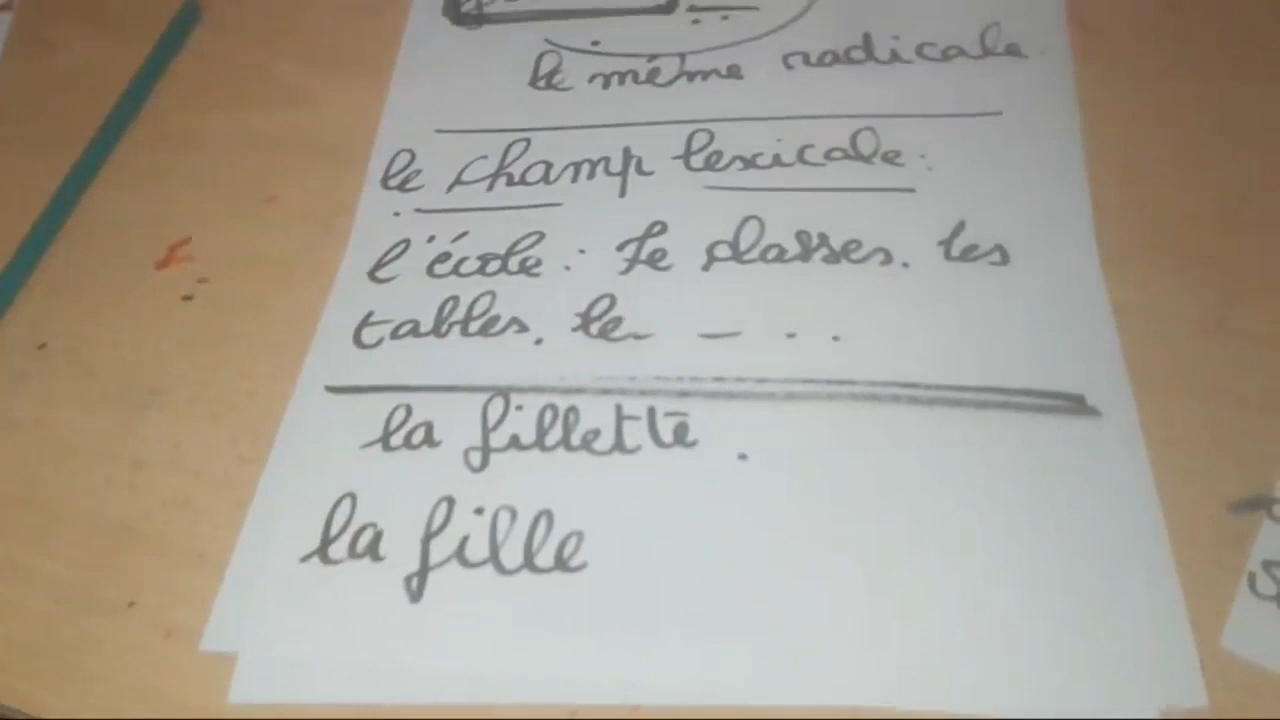 le même radicale
le champ lexicale:
l'école: Le classes. les
tables. le - . .
la fillette.
la fille